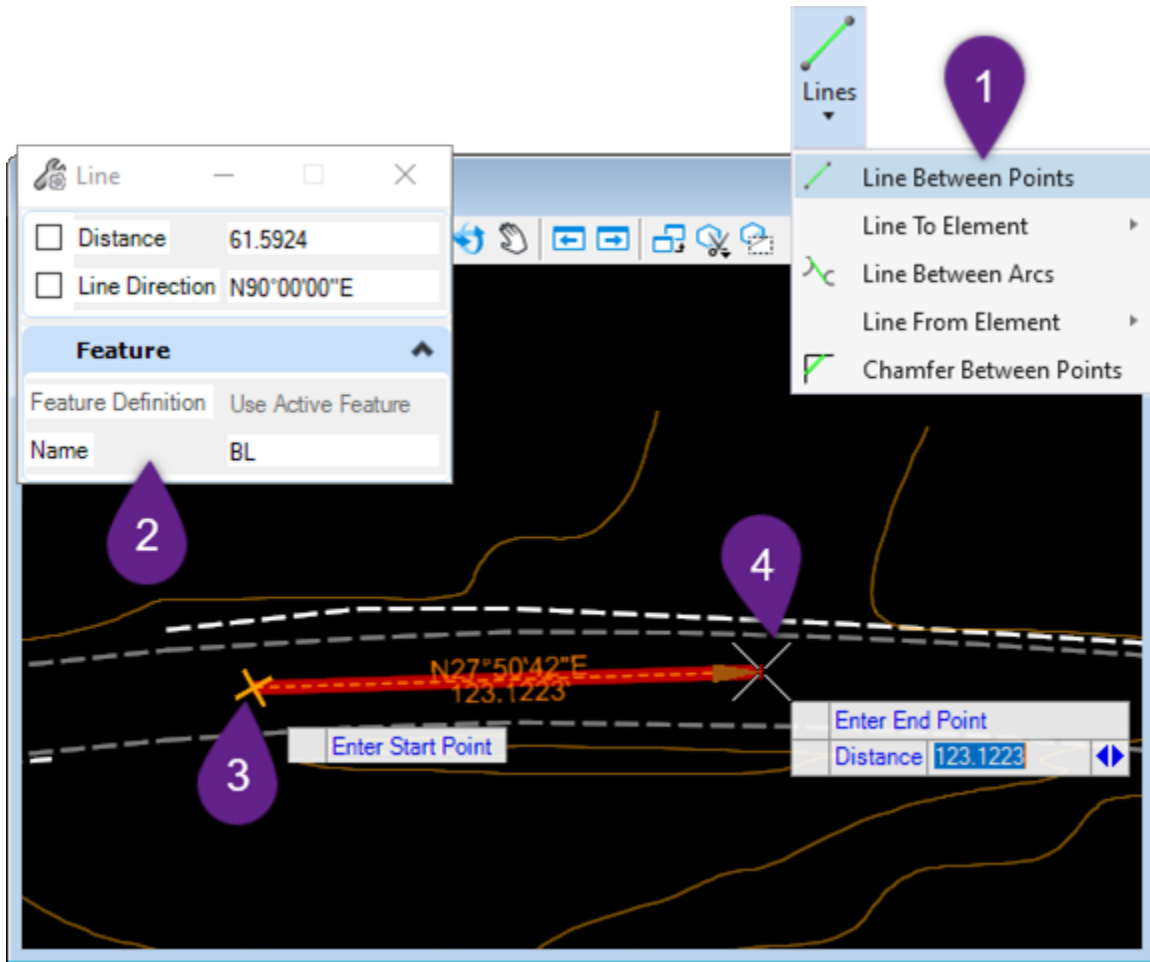 Lines
1
Line Between Points
Line To Element
Line Between Arcs
Line From Element
Chamfer Between Points
Line
Distance 61.5924
Line Direction N90°00'00"E
Feature
Feature Definition Use Active Feature
Name BL
2
4
N27°50'42"E
123.1223'
3
Enter Start Point
Enter End Point
Distance 123.1223